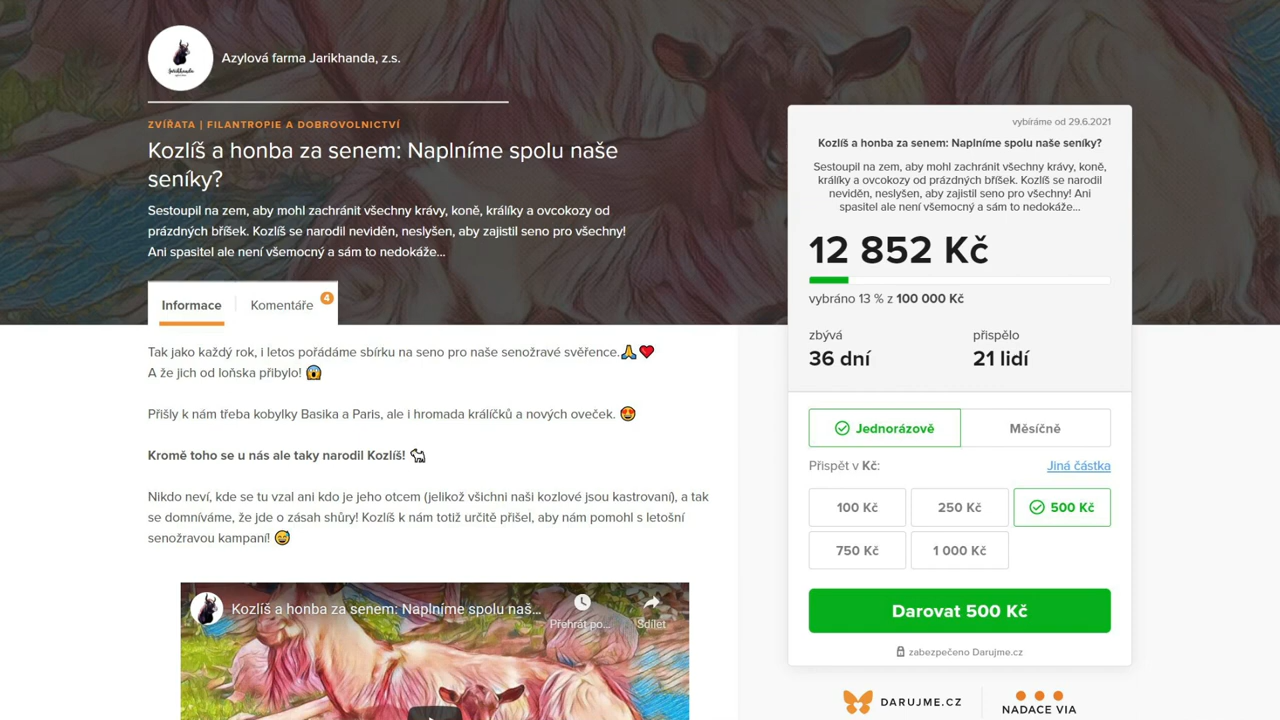 Jarikhanda
Azylová farma Jarikhanda, z.s.
ZVÍŘATA | FILANTROPIE A DOBROVOLNICTVÍ
Kozlíš a honba za senem: Naplníme spolu naše
seníky?
Sestoupil na zem, aby mohl zachránit všechny krávy, koně, králíky a ovcokozy od
prázdných bříšek. Kozlíš se narodil neviděn, neslyšen, aby zajistil seno pro všechny!
Ani spasitel ale není všemocný a sám to nedokáže...
Informace
Komentáře
4
Tak jako každý rok, i letos pořádáme sbírku na seno pro naše senožravé svěřence.🙏❤️
A že jich od loňska přibylo! 😱
Přišly k nám třeba kobylky Basika a Paris, ale i hromada králíčků a nových oveček. 😍
Kromě toho se u nás ale taky narodil Kozlíš! 🐐
Nikdo neví, kde se tu vzal ani kdo je jeho otcem (jelikož všichni naši kozlové jsou kastrovaní), a tak
se domníváme, že jde o zásah shůry! Kozlíš k nám totiž určitě přišel, aby nám pomohl s letošní
senožravou kampaní! 😅
Kozlíš a honba za senem: Naplníme spolu naš...
Přehrát po...
Sdílet
vybíráme od 29.6.2021
Kozlíš a honba za senem: Naplníme spolu naše seníky?
Sestoupil na zem, aby mohl zachránit všechny krávy, koně,
králíky a ovcokozy od prázdných bříšek. Kozlíš se narodil
neviděn, neslyšen, aby zajistil seno pro všechny! Ani
spasitel ale není všemocný a sám to nedokáže...
12 852 Kč
vybráno 13 % z 100 000 Kč
zbývá
36 dní
přispělo
21 lidí
Jednorázově
Měsíčně
Přispět v Kč:
Jiná částka
100 Kč
250 Kč
500 Kč
750 Kč
1 000 Kč
Darovat 500 Kč
zabezpečeno Darujme.cz
DARUJME.CZ
NADACE VIA